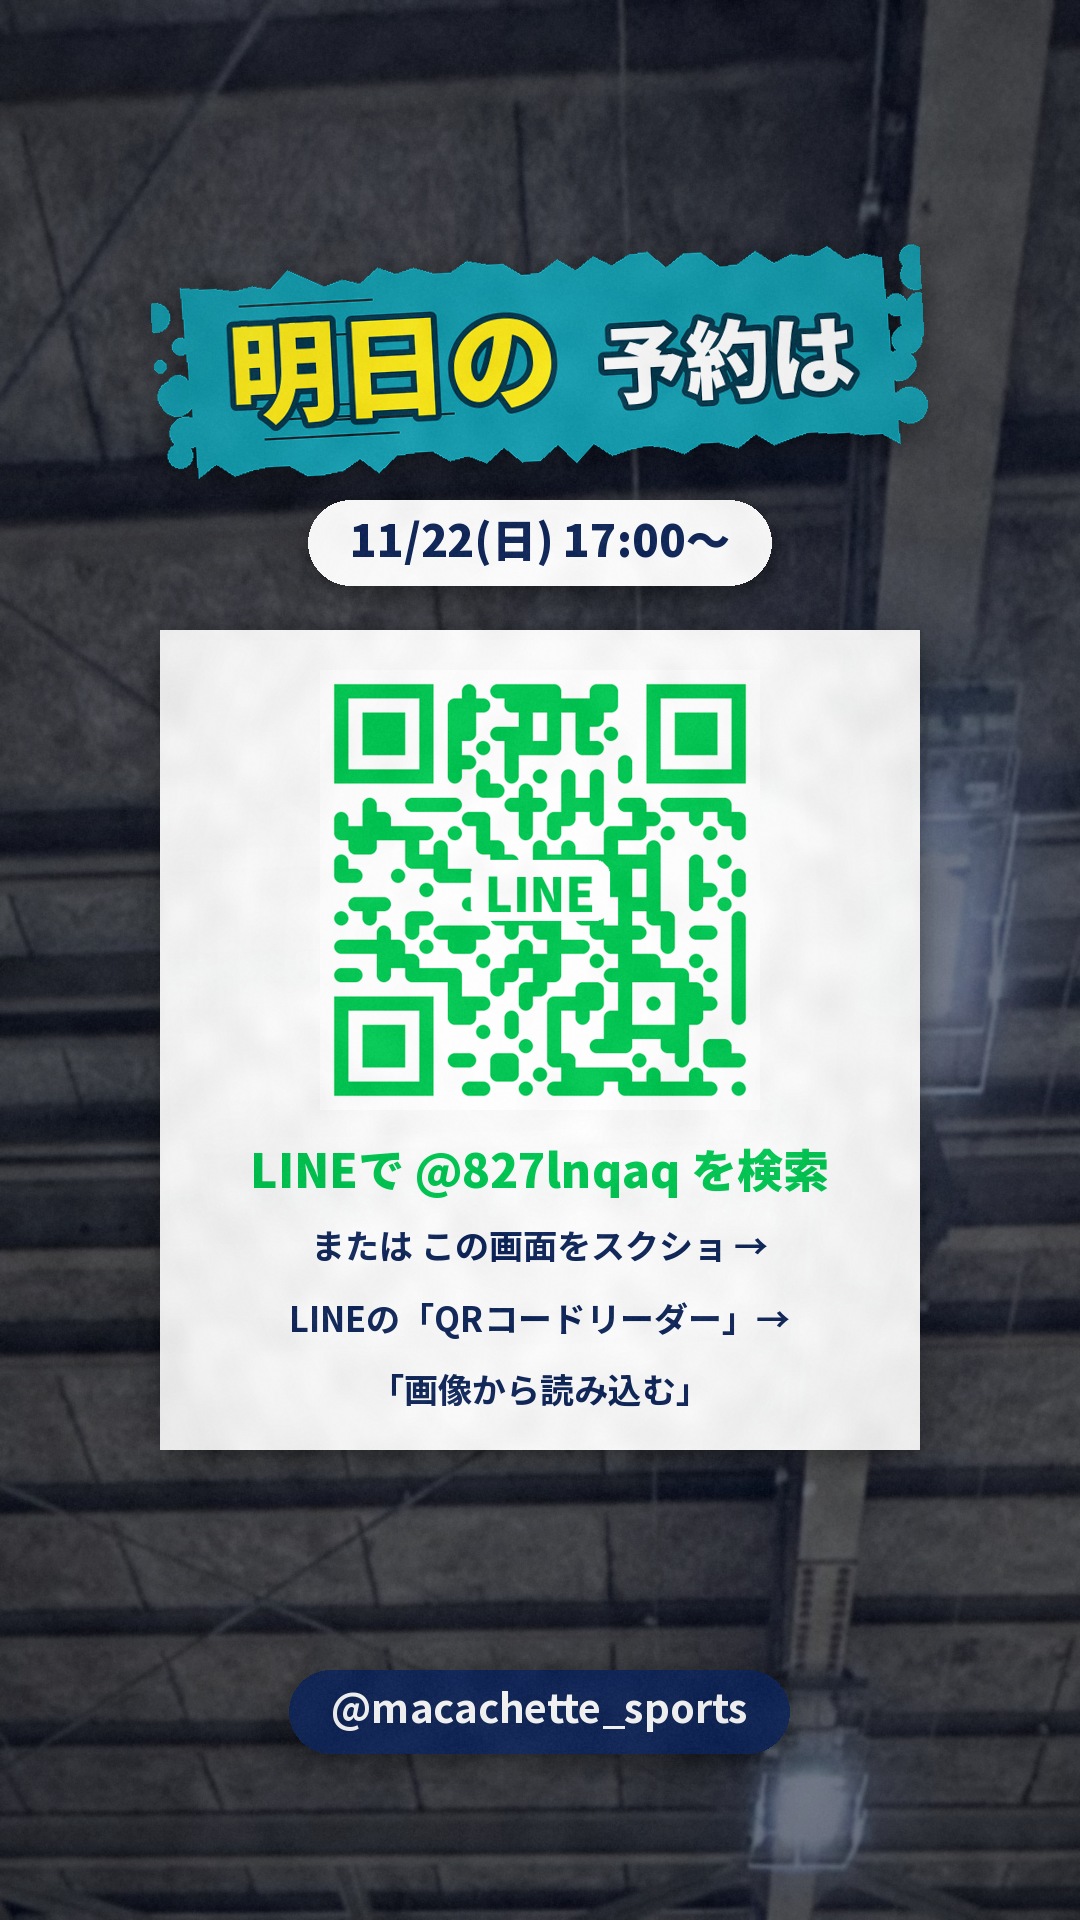 明日の 予約は
11/22(日) 17:00〜
LINE
LINEで @827lnqaq を検索
または この画面をスクショ →
LINEの「QRコードリーダー」→
「画像から読み込む」
@macachette_sports